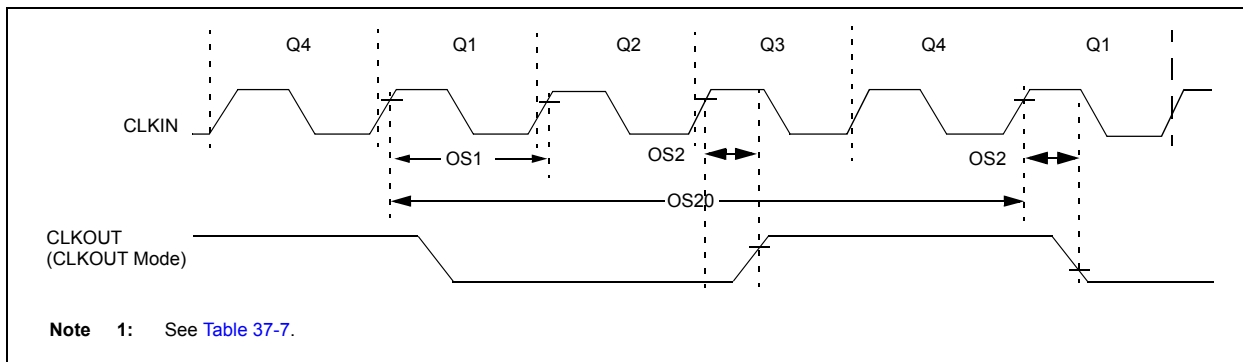 Q4 Q1 Q2 Q3 Q4 Q1
CLKIN
OS1 OS2 OS2
OS20
CLKOUT
(CLKOUT Mode)
Note 1: See Table 37-7.